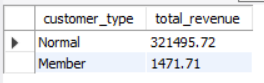 customer_type total_revenue
Normal 321495.72
Member 1471.71